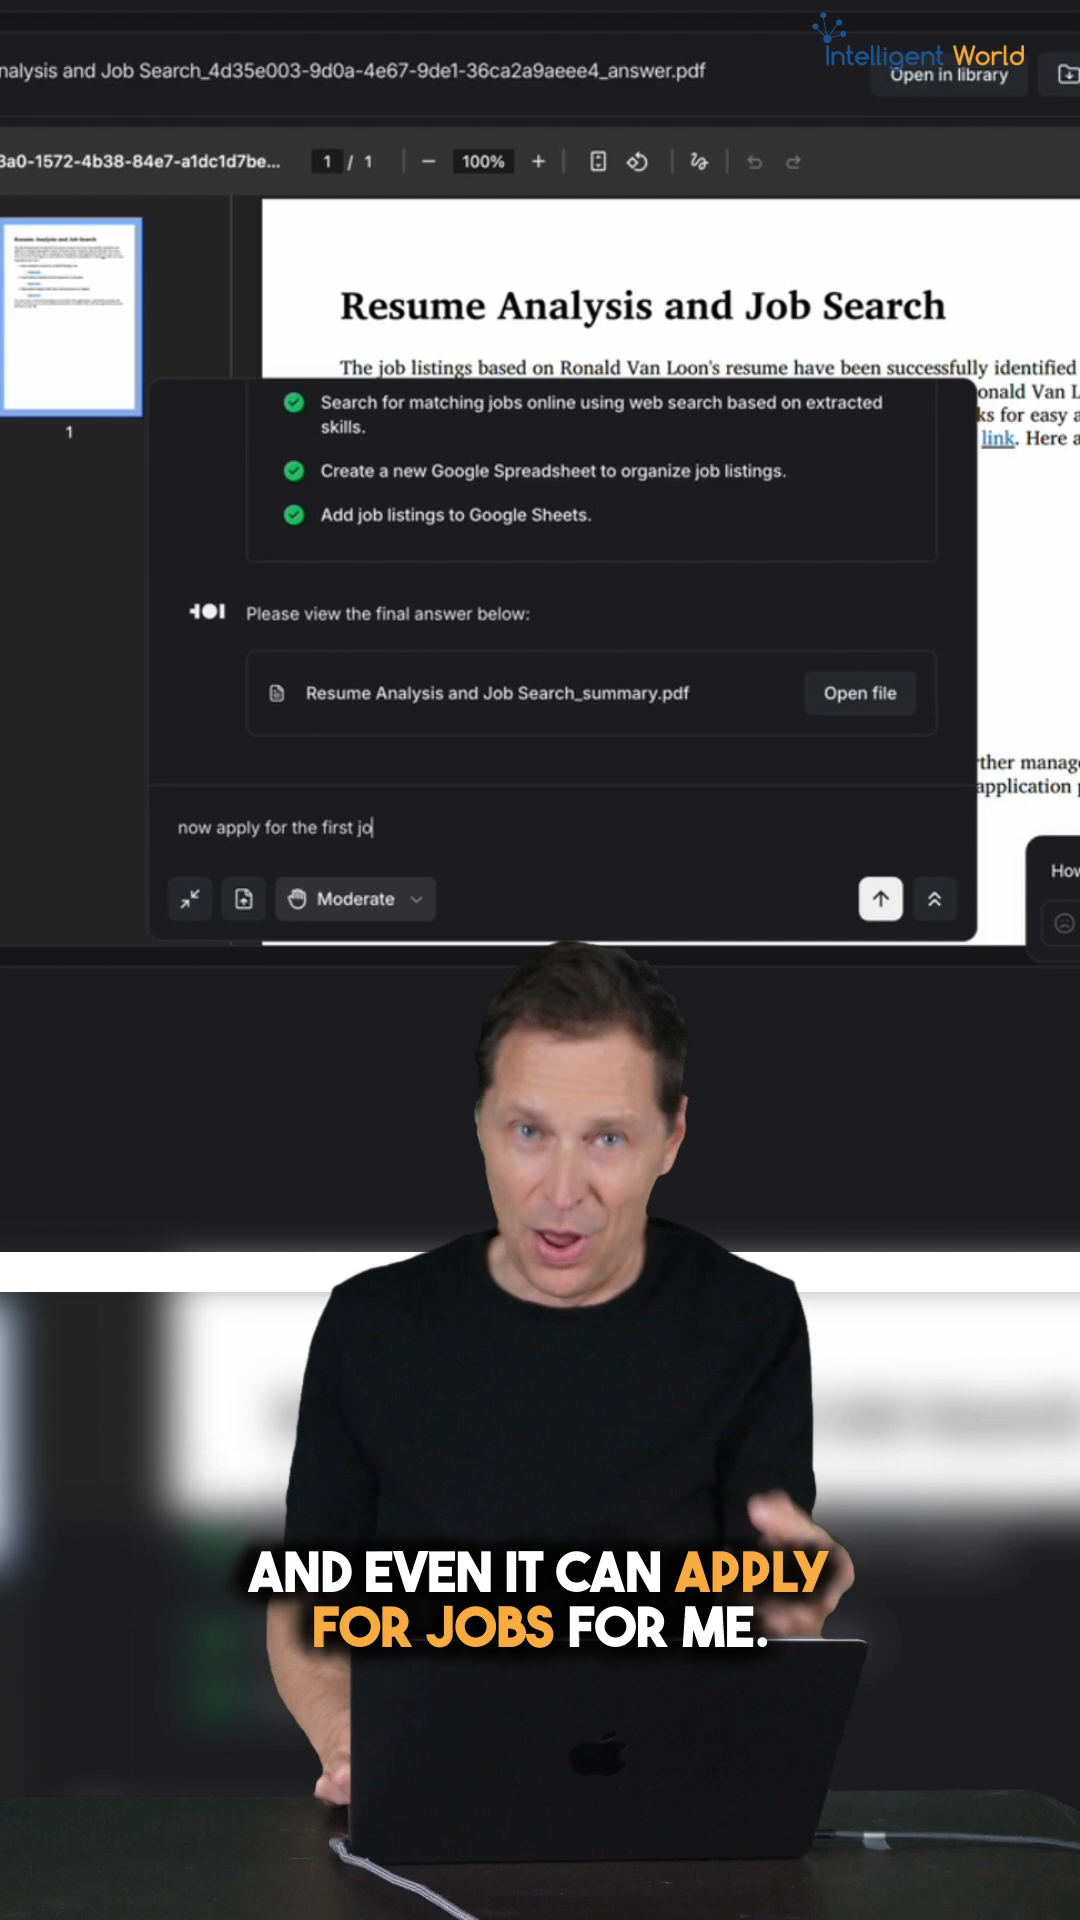 Intelligent World
nalysis and Job Search_4d35e003-9d0a-4e67-9de1-36ca2a9aeee4_answer.pdf
Open in library
3a0-1572-4b38-84e7-a1dc1d7be...
1 / 1
100%
1
Resume Analysis and Job Search
The job listings based on Ronald Van Loon's resume have been successfully identified
onald Van L
ks for easy a
link. Here a
Search for matching jobs online using web search based on extracted
skills.
Create a new Google Spreadsheet to organize job listings.
Add job listings to Google Sheets.
Please view the final answer below:
Resume Analysis and Job Search_summary.pdf
Open file
ther manag
application p
now apply for the first jo
Moderate
How
AND EVEN IT CAN APPLY
FOR JOBS FOR ME.